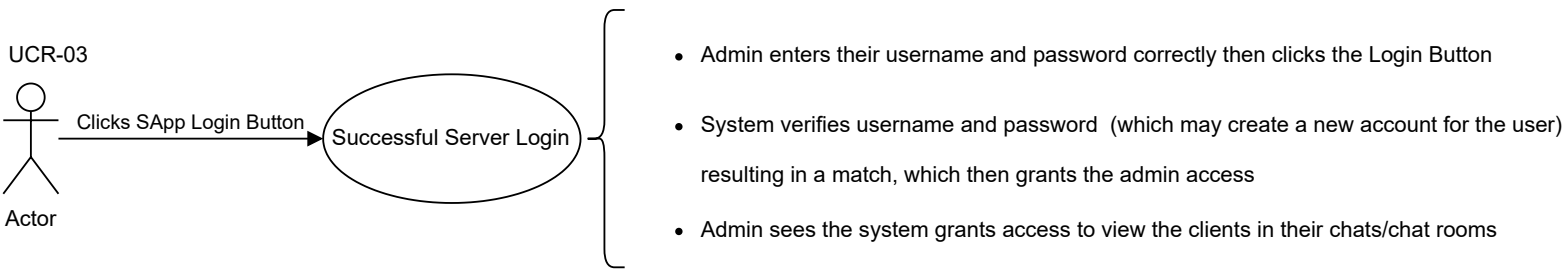 UCR-03
Clicks SApp Login Button
Actor
Successful Server Login
• Admin enters their username and password correctly then clicks the Login Button
• System verifies username and password (which may create a new account for the user)
resulting in a match, which then grants the admin access
• Admin sees the system grants access to view the clients in their chats/chat rooms